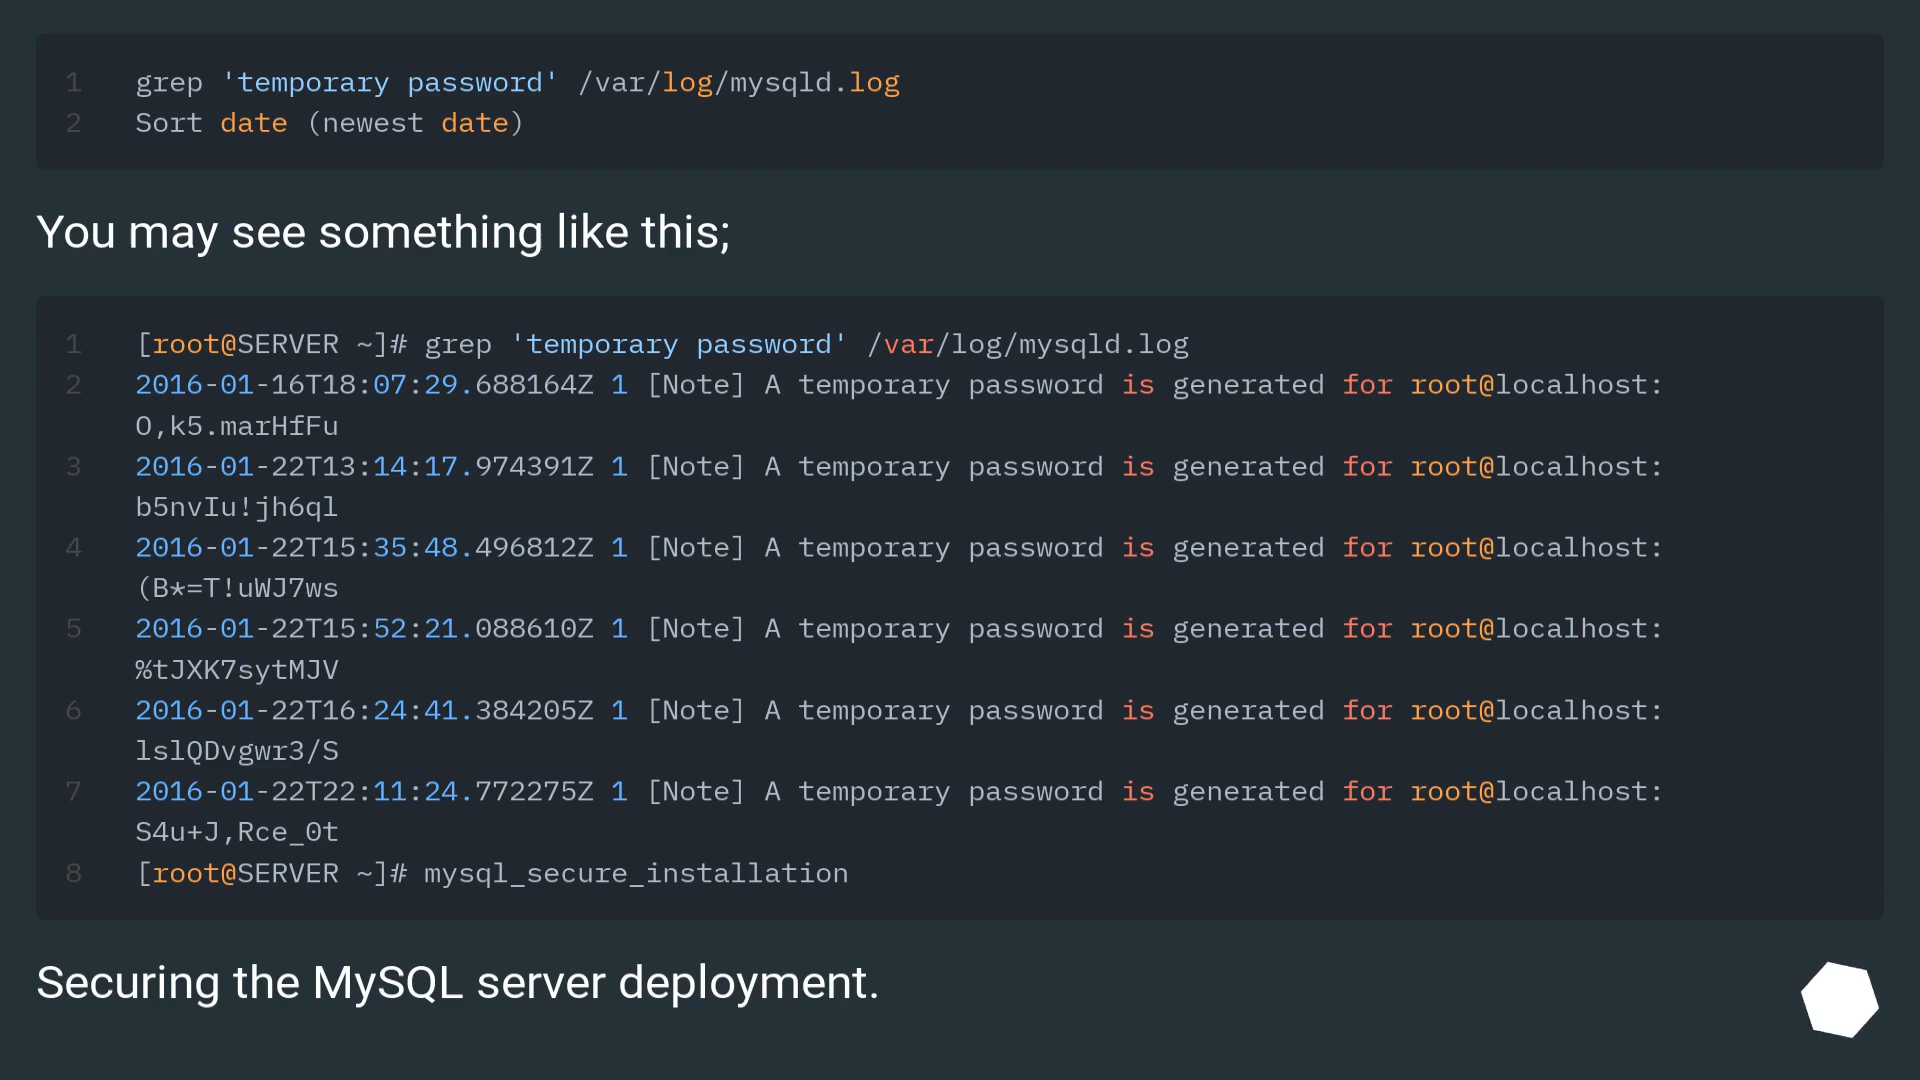 1 grep 'temporary password' /var/log/mysqld.log
2 Sort date (newest date)
You may see something like this;
1 [root@SERVER ~]# grep 'temporary password' /var/log/mysqld.log
2 2016-01-16T18:07:29.688164Z 1 [Note] A temporary password is generated for root@localhost:
O,k5.marHfFu
3 2016-01-22T13:14:17.974391Z 1 [Note] A temporary password is generated for root@localhost:
b5nvIu!jh6ql
4 2016-01-22T15:35:48.496812Z 1 [Note] A temporary password is generated for root@localhost:
(B*=T!uWJ7ws
5 2016-01-22T15:52:21.088610Z 1 [Note] A temporary password is generated for root@localhost:
%tJXK7sytMJV
6 2016-01-22T16:24:41.384205Z 1 [Note] A temporary password is generated for root@localhost:
lslQDvgwr3/S
7 2016-01-22T22:11:24.772275Z 1 [Note] A temporary password is generated for root@localhost:
S4u+J,Rce_0t
8 [root@SERVER ~]# mysql_secure_installation
Securing the MySQL server deployment.